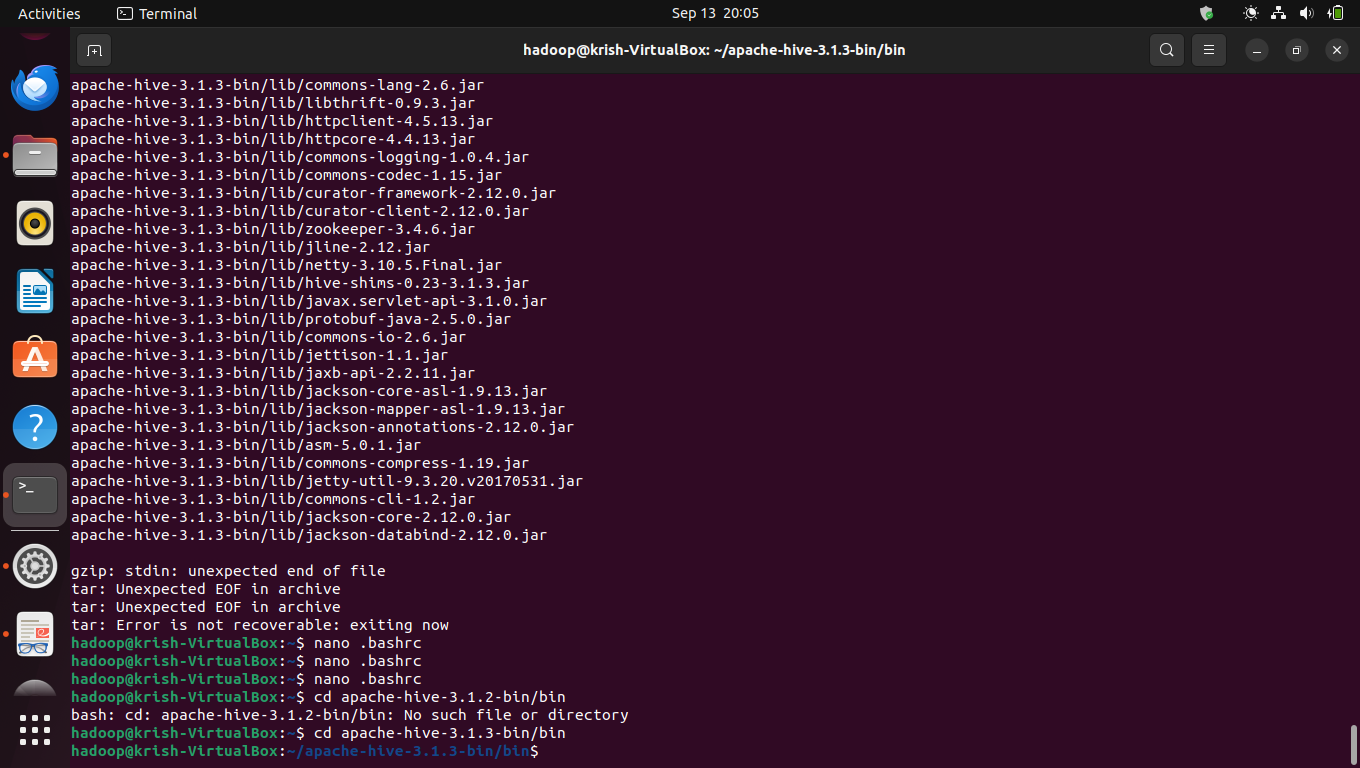 Activities
Terminal
Sep 13 20:05
hadoop@krish-VirtualBox: ~/apache-hive-3.1.3-bin/bin
apache-hive-3.1.3-bin/lib/commons-lang-2.6.jar
apache-hive-3.1.3-bin/lib/libthrift-0.9.3.jar
apache-hive-3.1.3-bin/lib/httpclient-4.5.13.jar
apache-hive-3.1.3-bin/lib/httpcore-4.4.13.jar
apache-hive-3.1.3-bin/lib/commons-logging-1.0.4.jar
apache-hive-3.1.3-bin/lib/commons-codec-1.15.jar
apache-hive-3.1.3-bin/lib/curator-framework-2.12.0.jar
apache-hive-3.1.3-bin/lib/curator-client-2.12.0.jar
apache-hive-3.1.3-bin/lib/zookeeper-3.4.6.jar
apache-hive-3.1.3-bin/lib/jline-2.12.jar
apache-hive-3.1.3-bin/lib/netty-3.10.5.Final.jar
apache-hive-3.1.3-bin/lib/hive-shims-0.23-3.1.3.jar
apache-hive-3.1.3-bin/lib/javax.servlet-api-3.1.0.jar
apache-hive-3.1.3-bin/lib/protobuf-java-2.5.0.jar
apache-hive-3.1.3-bin/lib/commons-io-2.6.jar
apache-hive-3.1.3-bin/lib/jettison-1.1.jar
apache-hive-3.1.3-bin/lib/jaxb-api-2.2.11.jar
apache-hive-3.1.3-bin/lib/jackson-core-asl-1.9.13.jar
apache-hive-3.1.3-bin/lib/jackson-mapper-asl-1.9.13.jar
apache-hive-3.1.3-bin/lib/jackson-annotations-2.12.0.jar
apache-hive-3.1.3-bin/lib/asm-5.0.1.jar
apache-hive-3.1.3-bin/lib/commons-compress-1.19.jar
apache-hive-3.1.3-bin/lib/jetty-util-9.3.20.v20170531.jar
apache-hive-3.1.3-bin/lib/commons-cli-1.2.jar
apache-hive-3.1.3-bin/lib/jackson-core-2.12.0.jar
apache-hive-3.1.3-bin/lib/jackson-databind-2.12.0.jar
gzip: stdin: unexpected end of file
tar: Unexpected EOF in archive
tar: Unexpected EOF in archive
tar: Error is not recoverable: exiting now
hadoop@krish-VirtualBox:~$ nano .bashrc
hadoop@krish-VirtualBox:~$ nano .bashrc
hadoop@krish-VirtualBox:~$ nano .bashrc
hadoop@krish-VirtualBox:~$ cd apache-hive-3.1.2-bin/bin
bash: cd: apache-hive-3.1.2-bin/bin: No such file or directory
hadoop@krish-VirtualBox:~$ cd apache-hive-3.1.3-bin/bin
hadoop@krish-VirtualBox:~/apache-hive-3.1.3-bin/bin$